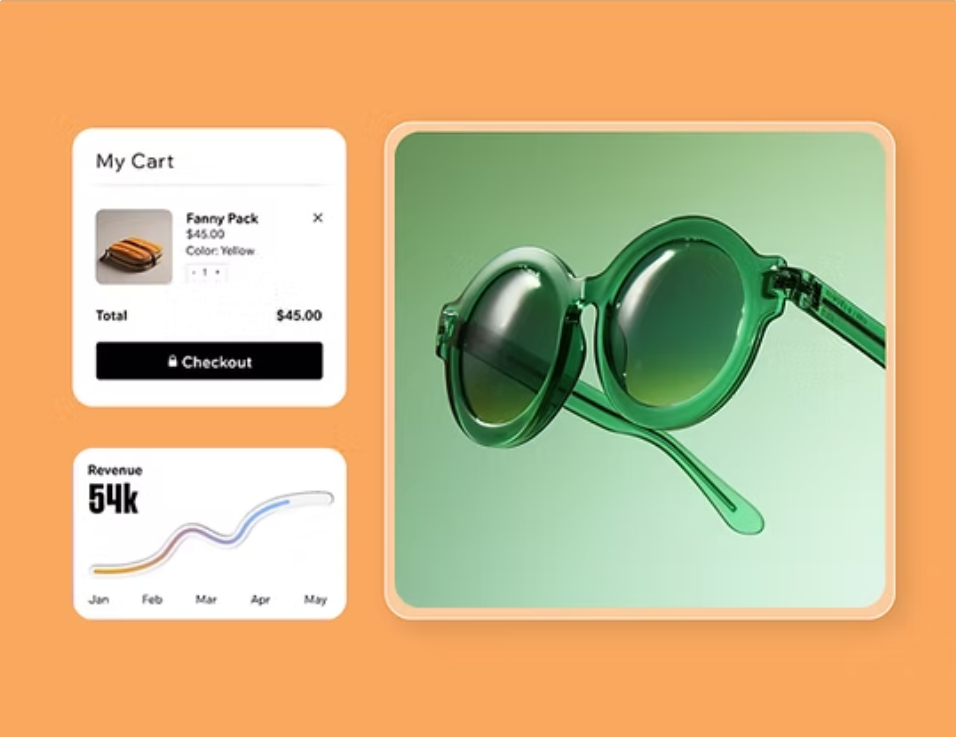 My Cart
Fanny Pack
$45.00
Color: Yellow
- 1 +
Total $45.00
Checkout
Revenue
54k
Jan Feb Mar Apr May